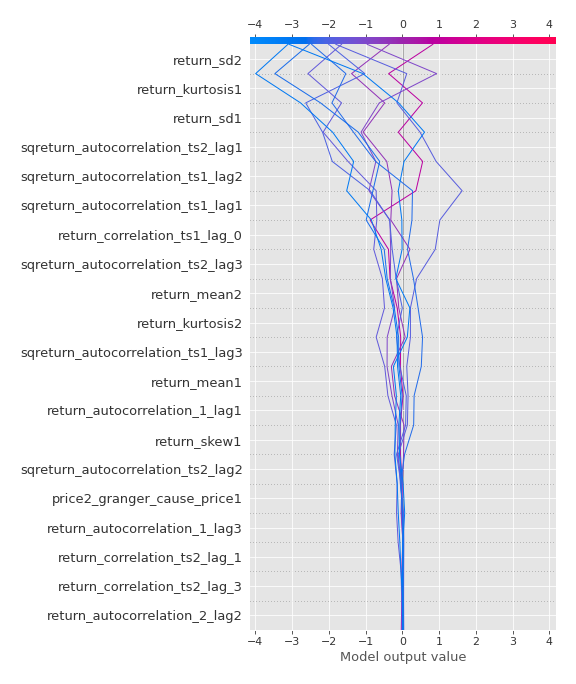 −4 −3 −2 −1 0 1 2 3 4
return_sd2
return_kurtosis1
return_sd1
sqreturn_autocorrelation_ts2_lag1
sqreturn_autocorrelation_ts1_lag2
sqreturn_autocorrelation_ts1_lag1
return_correlation_ts1_lag_0
sqreturn_autocorrelation_ts2_lag3
return_mean2
return_kurtosis2
sqreturn_autocorrelation_ts1_lag3
return_mean1
return_autocorrelation_1_lag1
return_skew1
sqreturn_autocorrelation_ts2_lag2
price2_granger_cause_price1
return_autocorrelation_1_lag3
return_correlation_ts2_lag_1
return_correlation_ts2_lag_3
return_autocorrelation_2_lag2
−4 −3 −2 −1 0 1 2 3 4
Model output value